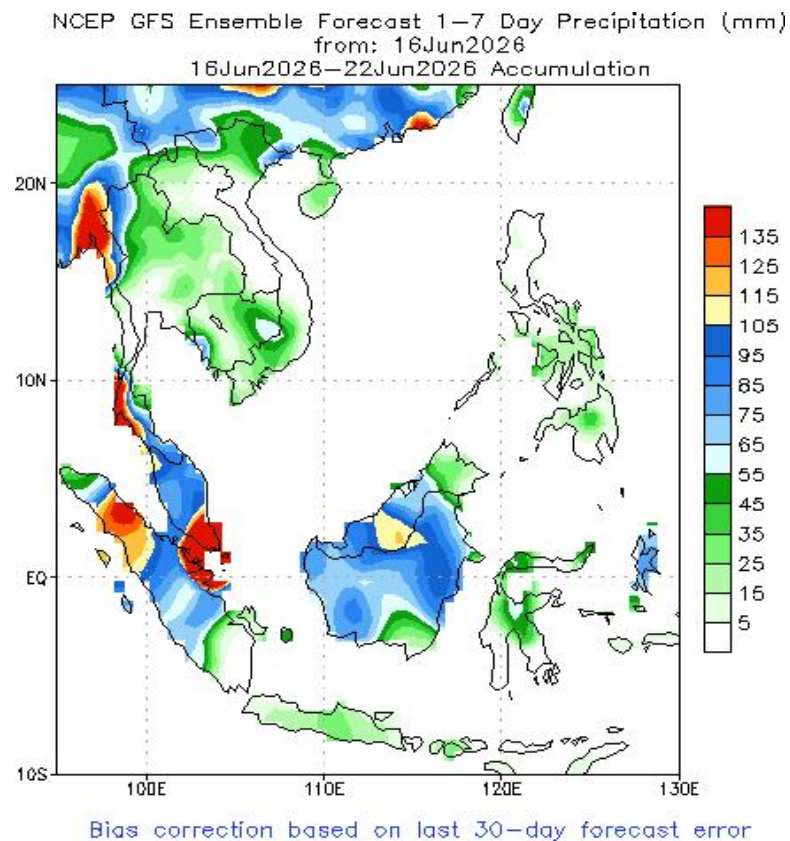 NCEP GFS Ensemble Forecast 1-7 Day Precipitation (mm)
from: 16Jun2026
16Jun2026-22Jun2026 Accumulation
20N
10N
EQ
10S
100E
110E
120E
130E
135
125
115
105
95
85
75
65
55
45
35
25
15
5
Bias correction based on last 30-day forecast error